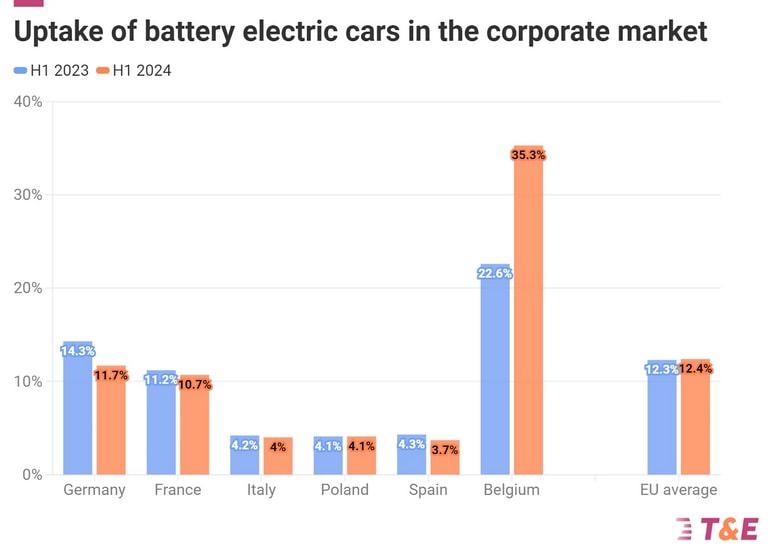 Uptake of battery electric cars in the corporate market
H1 2023 H1 2024
40%
30%
20%
10%
0%
14.3% 11.7% 11.2% 10.7% 4.2% 4% 4.1% 4.1% 4.3% 3.7% 22.6% 35.3% 12.3% 12.4%
Germany France Italy Poland Spain Belgium EU average
T&E